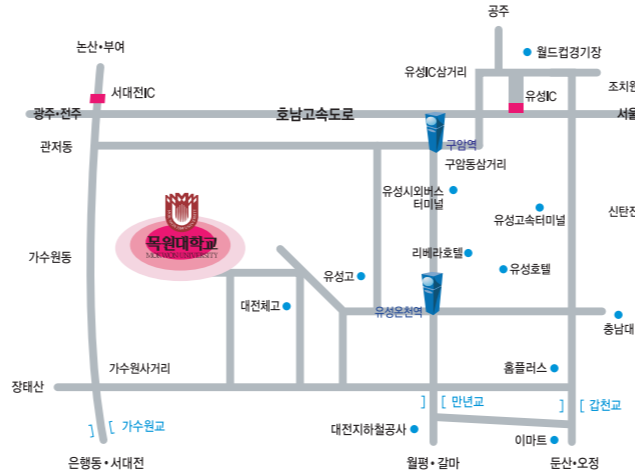 공주
논산•부여
월드컵경기장
유성IC삼거리
조치원
서대전IC
유성IC
광주•전주
호남고속도로
서울
관저동
구암역
구암동삼거리
유성시외버스
터미널
유성고속터미널
신탄진
목원대학교
MOKWON UNIVERSITY
가수원동
리베라호텔
유성호텔
유성고
대전체고
유성온천역
충남대
가수원사거리
홈플러스
장태산
만년교
갑천교
가수원교
대전지하철공사
이마트
은행동•서대전
월평•갈마
둔산•오정